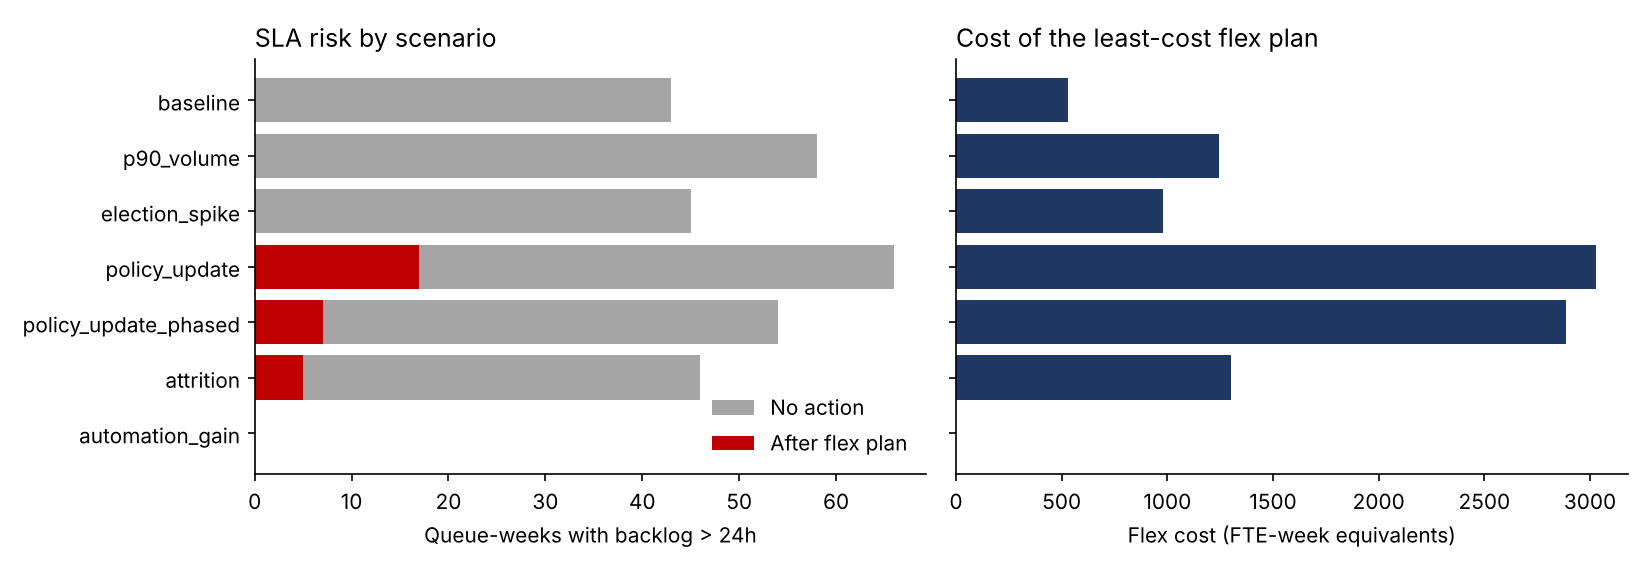 SLA risk by scenario
baseline
p90_volume
election_spike
policy_update
policy_update_phased
attrition
automation_gain
No action
After flex plan
0 10 20 30 40 50 60
Queue-weeks with backlog > 24h
Cost of the least-cost flex plan
0 500 1000 1500 2000 2500 3000
Flex cost (FTE-week equivalents)